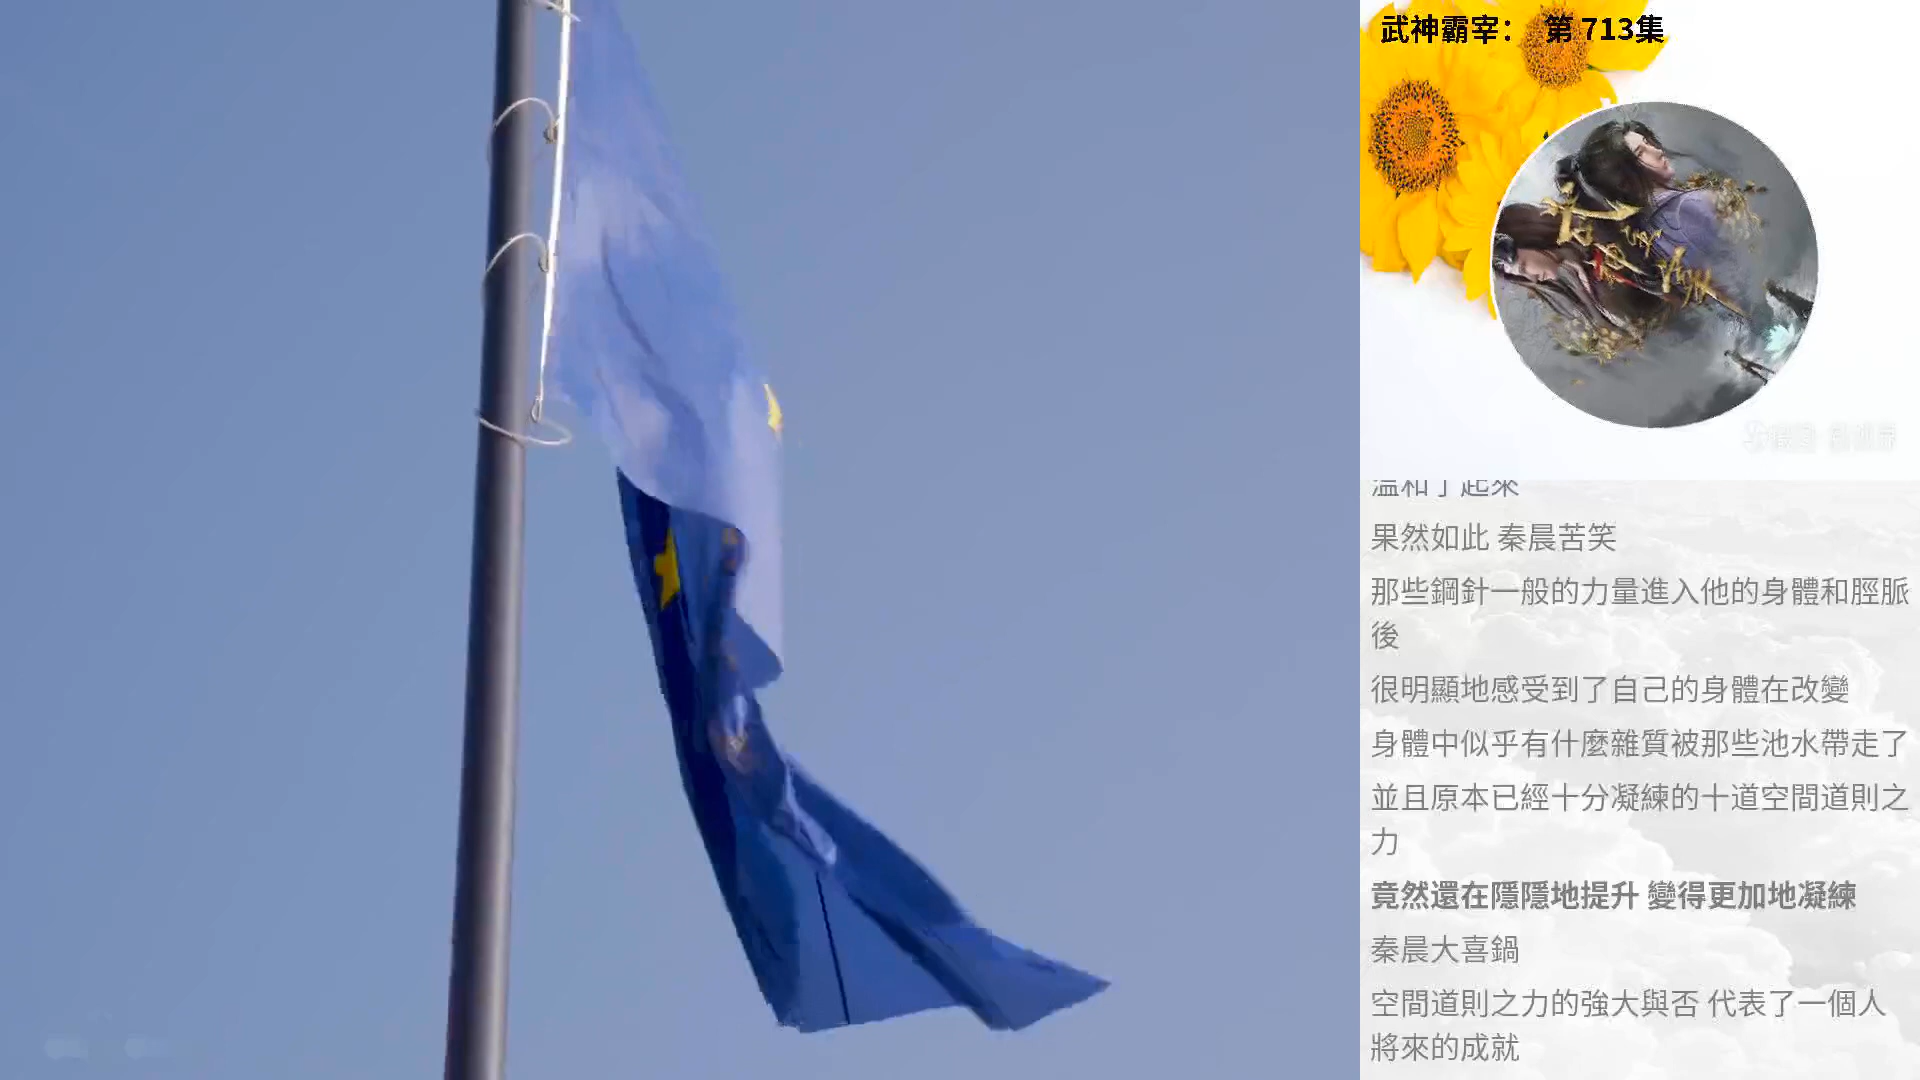 武神霸宰： 第 713集
溫和了起來
果然如此 秦晨苦笑
那些鋼針一般的力量進入他的身體和脛脈
後
很明顯地感受到了自己的身體在改變
身體中似乎有什麼雜質被那些池水帶走了
並且原本已經十分凝練的十道空間道則之
力
竟然還在隱隱地提升 變得更加地凝練
秦晨大喜鍋
空間道則之力的強大與否 代表了一個人
將來的成就